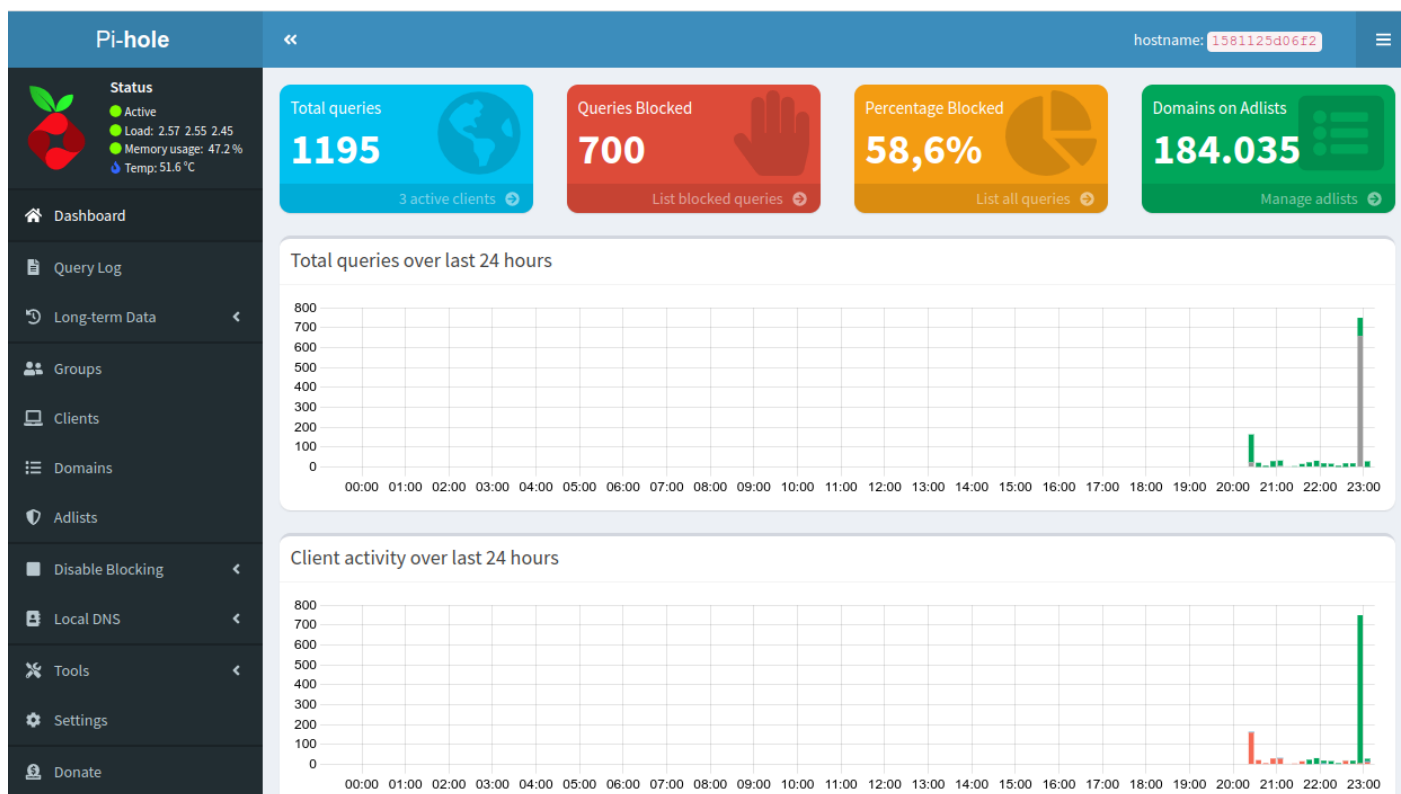 Pi-hole
hostname: 1581125d06f2
Status
Active
Load: 2.57 2.55 2.45
Memory usage: 47.2 %
Temp: 51.6 °C
Dashboard
Query Log
Long-term Data
Groups
Clients
Domains
Adlists
Disable Blocking
Local DNS
Tools
Settings
Donate
Total queries
1195
3 active clients
Queries Blocked
700
List blocked queries
Percentage Blocked
58,6%
List all queries
Domains on Adlists
184.035
Manage adlists
Total queries over last 24 hours
800
700
600
500
400
300
200
100
0
00:00 01:00 02:00 03:00 04:00 05:00 06:00 07:00 08:00 09:00 10:00 11:00 12:00 13:00 14:00 15:00 16:00 17:00 18:00 19:00 20:00 21:00 22:00 23:00
Client activity over last 24 hours
800
700
600
500
400
300
200
100
0
00:00 01:00 02:00 03:00 04:00 05:00 06:00 07:00 08:00 09:00 10:00 11:00 12:00 13:00 14:00 15:00 16:00 17:00 18:00 19:00 20:00 21:00 22:00 23:00